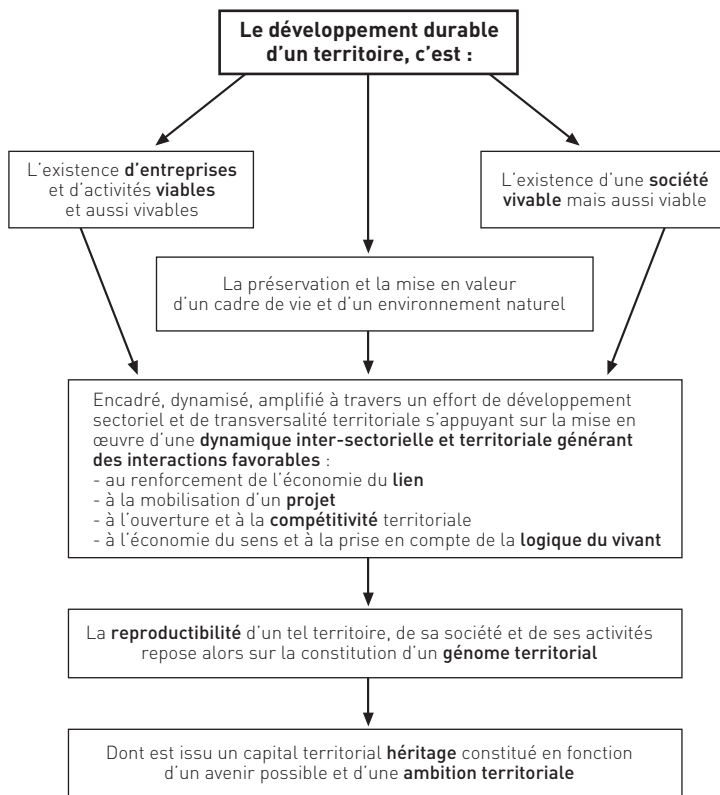 Le développement durable
d’un territoire, c’est :
L’existence d’entreprises
et d’activités viables
et aussi vivables
L’existence d’une société
vivable mais aussi viable
La préservation et la mise en valeur
d’un cadre de vie et d’un environnement naturel
Encadré, dynamisé, amplifié à travers un effort de développement
sectoriel et de transversalité territoriale s’appuyant sur la mise en
œuvre d’une dynamique inter-sectorielle et territoriale générant
des interactions favorables :
- au renforcement de l’économie du lien
- à la mobilisation d’un projet
- à l’ouverture et à la compétitivité territoriale
- à l’économie du sens et à la prise en compte de la logique du vivant
La reproductibilité d’un tel territoire, de sa société et de ses activités
repose alors sur la constitution d’un génome territorial
Dont est issu un capital territorial héritage constitué en fonction
d’un avenir possible et d’une ambition territoriale